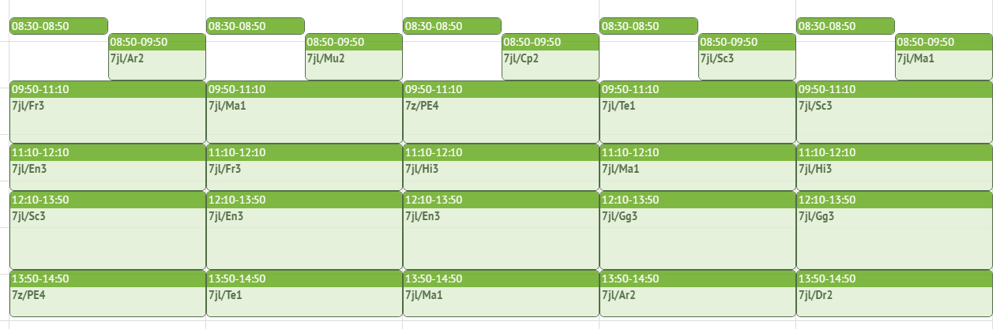 08:30-08:50
08:50-09:50
7jl/Ar2
08:30-08:50
08:50-09:50
7jl/Mu2
08:30-08:50
08:50-09:50
7jl/Cp2
08:30-08:50
08:50-09:50
7jl/Sc3
08:30-08:50
08:50-09:50
7jl/Ma1
09:50-11:10
7jl/Fr3
09:50-11:10
7jl/Ma1
09:50-11:10
7z/PE4
09:50-11:10
7jl/Te1
09:50-11:10
7jl/Sc3
11:10-12:10
7jl/En3
11:10-12:10
7jl/Fr3
11:10-12:10
7jl/Hi3
11:10-12:10
7jl/Ma1
11:10-12:10
7jl/Hi3
12:10-13:50
7jl/Sc3
12:10-13:50
7jl/En3
12:10-13:50
7jl/En3
12:10-13:50
7jl/Gg3
12:10-13:50
7jl/Gg3
13:50-14:50
7z/PE4
13:50-14:50
7jl/Te1
13:50-14:50
7jl/Ma1
13:50-14:50
7jl/Ar2
13:50-14:50
7jl/Dr2